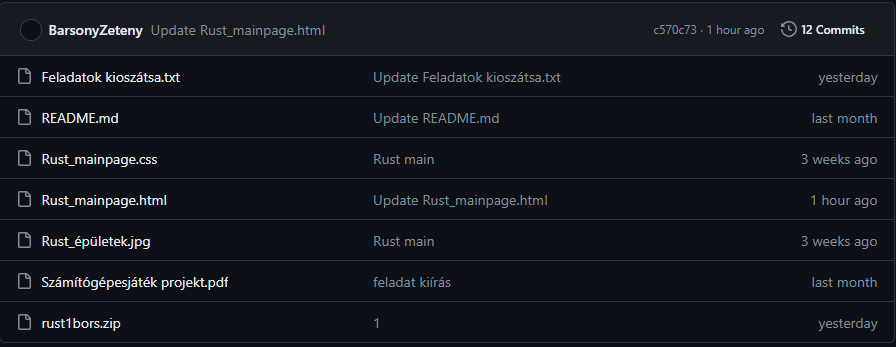 BarsonyZeteny Update Rust_mainpage.html c570c73 · 1 hour ago 12 Commits
Feladatok kioszátsa.txt Update Feladatok kioszátsa.txt yesterday
README.md Update README.md last month
Rust_mainpage.css Rust main 3 weeks ago
Rust_mainpage.html Update Rust_mainpage.html 1 hour ago
Rust_épületek.jpg Rust main 3 weeks ago
Számítógépesjáték projekt.pdf feladat kiírás last month
rust1bors.zip 1 yesterday